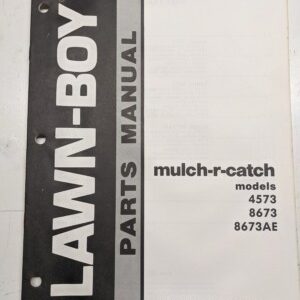 LAWN-BOY
PARTS MANUAL
mulch-r-catch
models
4573
8673
8673AE